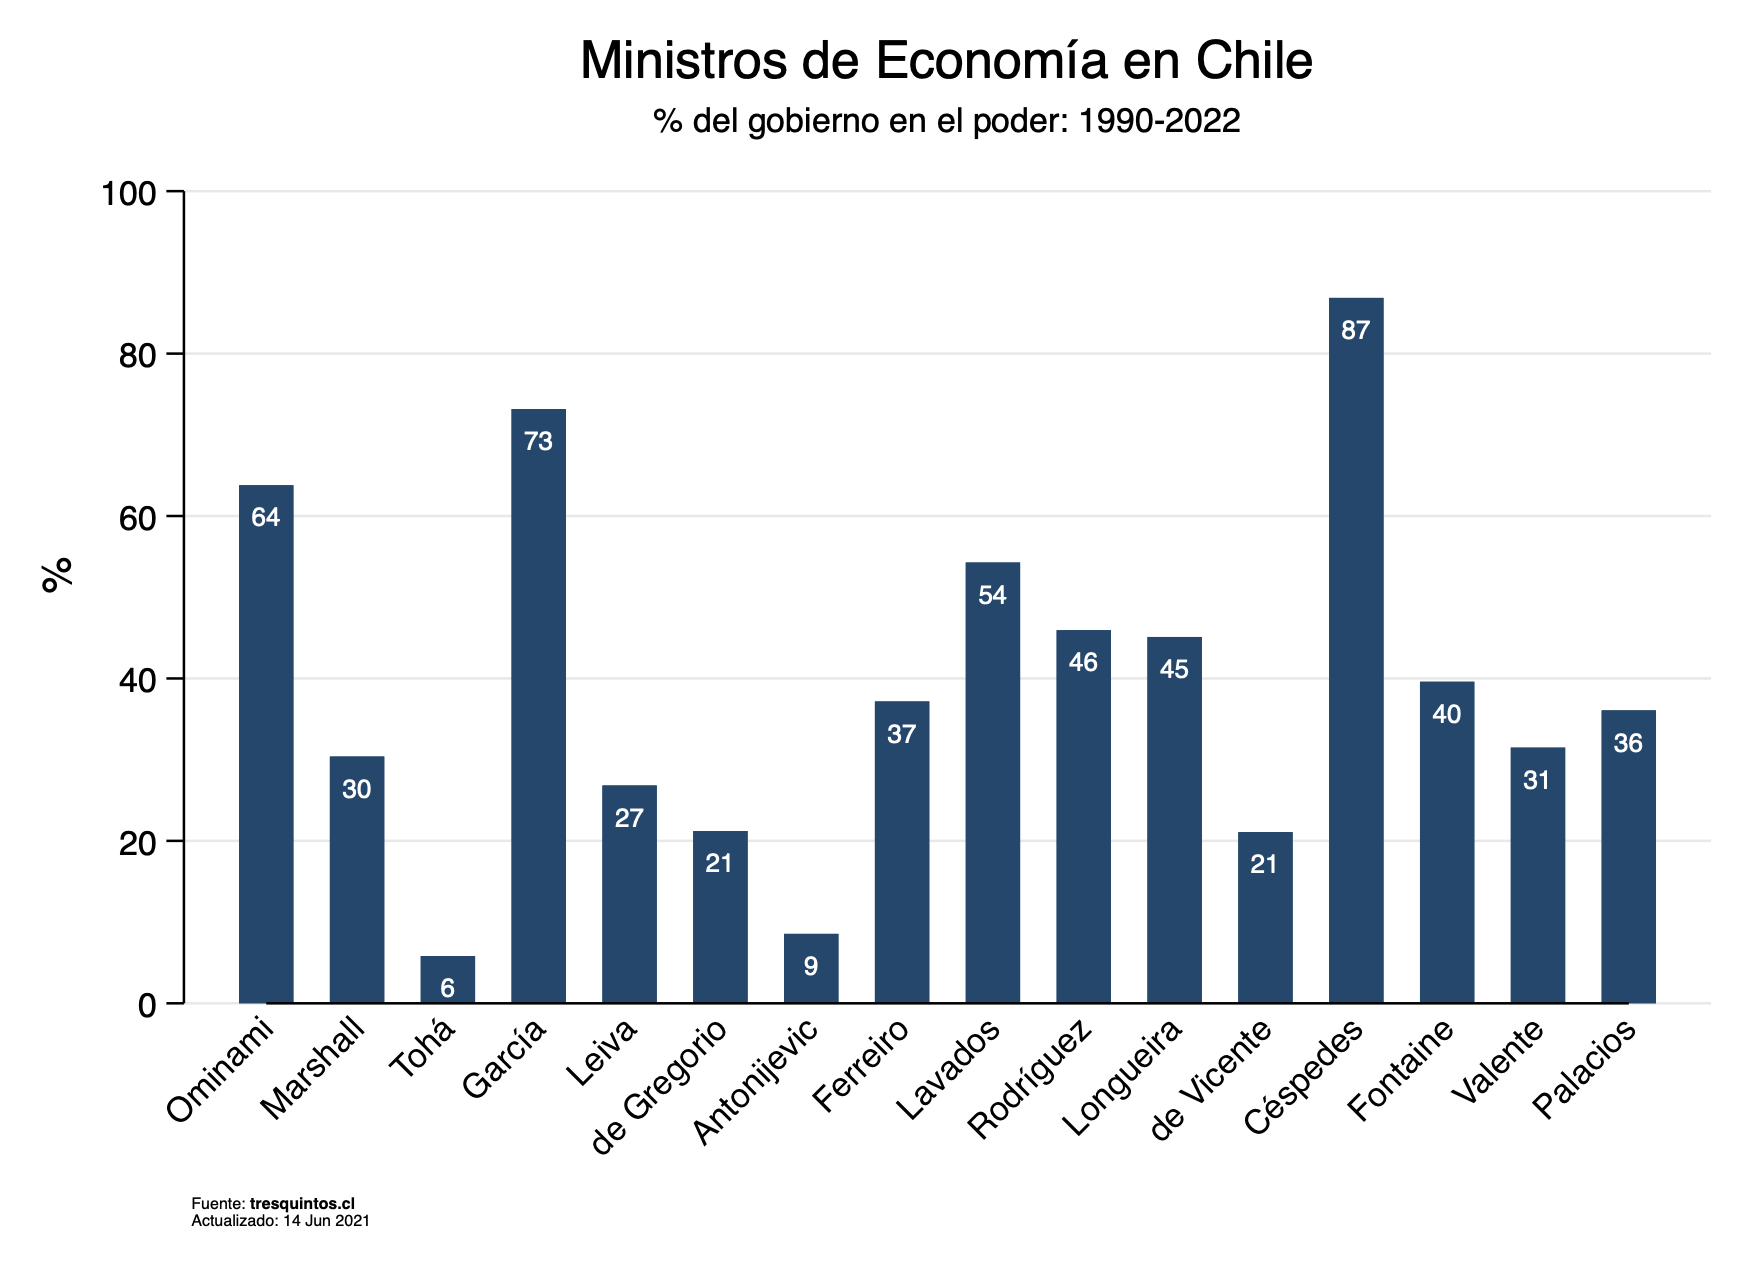 Ministros de Economía en Chile
% del gobierno en el poder: 1990-2022
%
100
80
60
40
20
0
64
30
6
73
27
21
9
37
54
46
45
21
87
40
31
36
Ominami
Marshall
Tohá
García
Leiva
de Gregorio
Antonijevic
Ferreiro
Lavados
Rodríguez
Longueira
de Vicente
Céspedes
Fontaine
Valente
Palacios
Fuente: tresquintos.cl
Actualizado: 14 Jun 2021